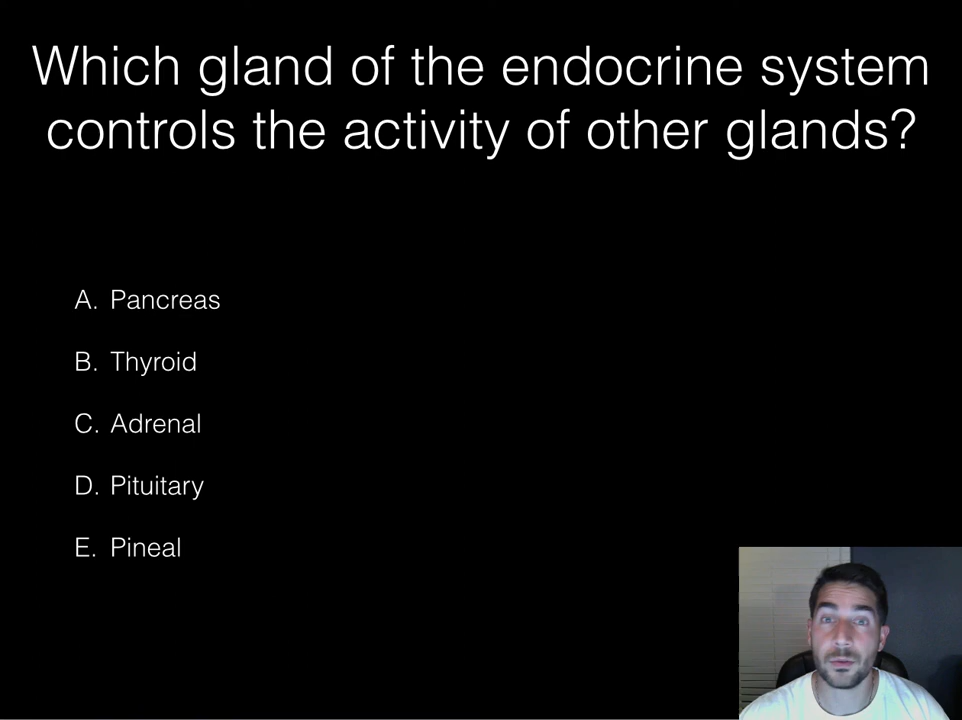 Which gland of the endocrine system
controls the activity of other glands?
A. Pancreas
B. Thyroid
C. Adrenal
D. Pituitary
E. Pineal